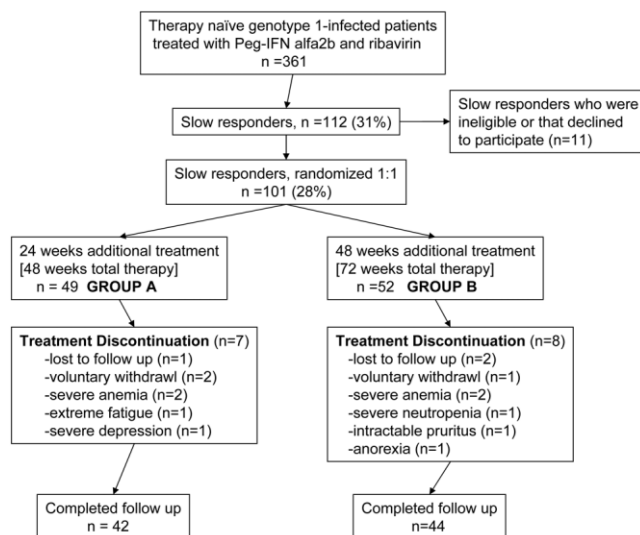 Therapy naïve genotype 1-infected patients
treated with Peg-IFN alfa2b and ribavirin
n =361
Slow responders, n =112 (31%)
Slow responders who were
ineligible or that declined
to participate (n=11)
Slow responders, randomized 1:1
n =101 (28%)
24 weeks additional treatment
[48 weeks total therapy]
n = 49 GROUP A
48 weeks additional treatment
[72 weeks total therapy]
n =52 GROUP B
Treatment Discontinuation (n=7)
-lost to follow up (n=1)
-voluntary withdrawl (n=2)
-severe anemia (n=2)
-extreme fatigue (n=1)
-severe depression (n=1)
Treatment Discontinuation (n=8)
-lost to follow up (n=2)
-voluntary withdrawl (n=1)
-severe anemia (n=2)
-severe neutropenia (n=1)
-intractable pruritus (n=1)
-anorexia (n=1)
Completed follow up
n = 42
Completed follow up
n=44